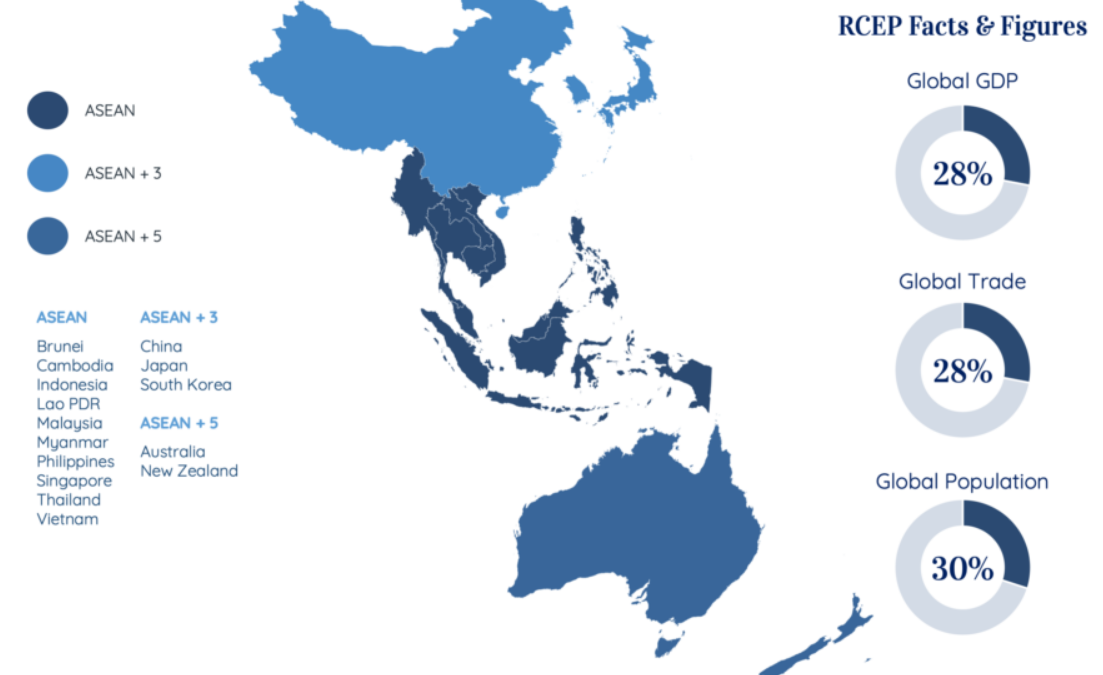 RCEP Facts & Figures
ASEAN
ASEAN + 3
ASEAN + 5
ASEAN
Brunei
Cambodia
Indonesia
Lao PDR
Malaysia
Myanmar
Philippines
Singapore
Thailand
Vietnam
ASEAN + 3
China
Japan
South Korea
ASEAN + 5
Australia
New Zealand
Global GDP
28%
Global Trade
28%
Global Population
30%